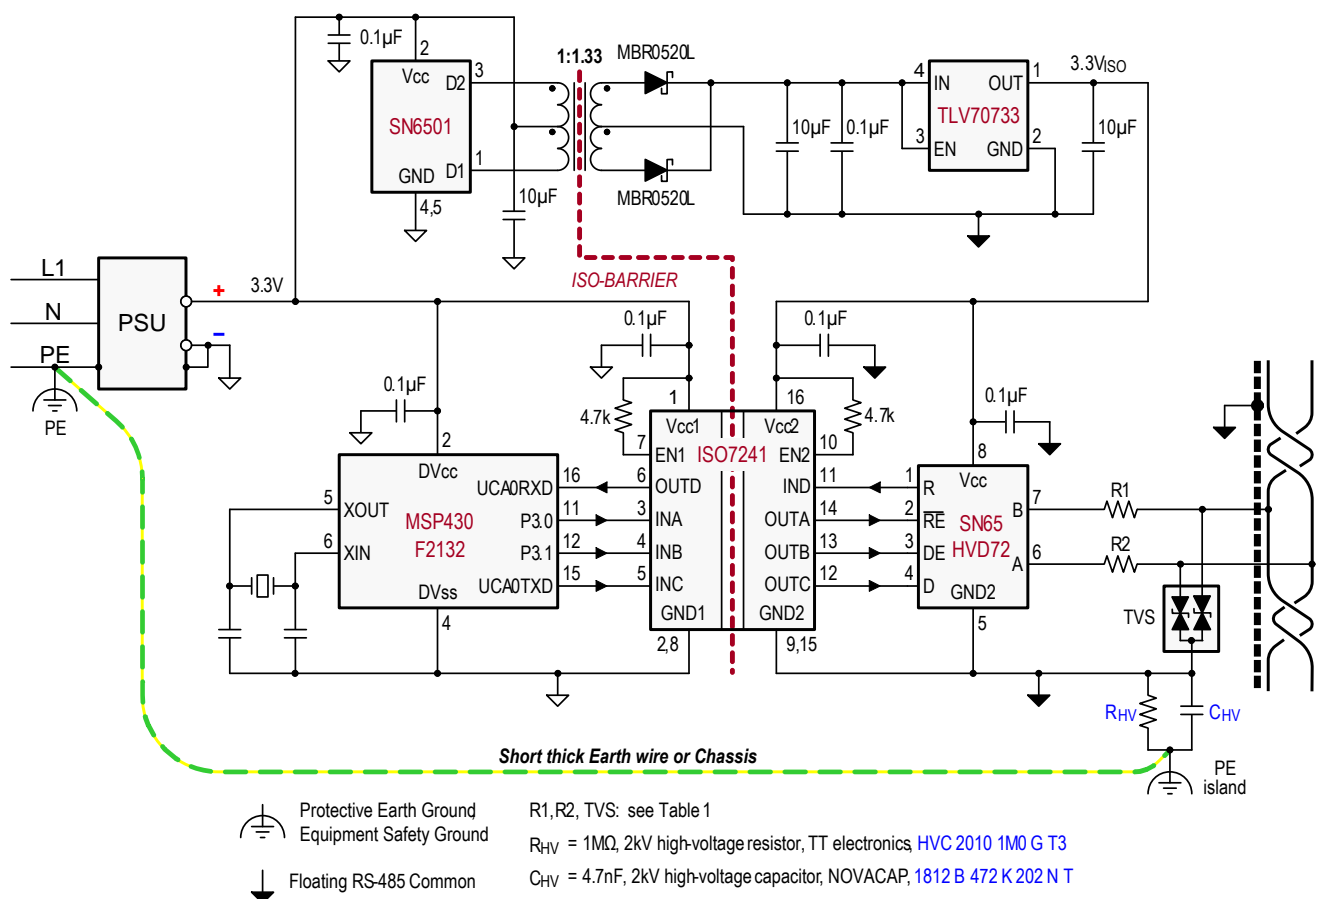 0.1µF
2
Vcc
D2
3
SN6501
D1
1
GND
4,5
10µF
1:1.33
MBR0520L
MBR0520L
10µF
0.1µF
4
IN
OUT
1
TLV70733
3
EN
GND
2
3.3VISO
10µF
ISO-BARRIER
L1
N
PE
PSU
+
−
3.3V
PE
0.1µF
0.1µF
0.1µF
0.1µF
4.7k
4.7k
1
16
Vcc1
Vcc2
7
EN1
ISO7241
EN2
10
6
OUTD
IND
11
3
INA
OUTA
14
4
INB
OUTB
13
5
INC
OUTC
12
GND1
GND2
2,8
9,15
2
DVcc
5
XOUT
6
XIN
MSP430
F2132
UCA0RXD
16
P3.0
11
P3.1
12
UCA0TXD
15
DVss
4
8
Vcc
1
R
2
RE
3
DE
4
D
SN65
HVD72
B
7
A
6
GND2
5
R1
R2
TVS
RHV
CHV
Short thick Earth wire or Chassis
PE
island
Protective Earth Ground
Equipment Safety Ground
Floating RS-485 Common
R1,R2, TVS: see Table 1
RHV = 1MΩ, 2kV high-voltage resistor, TT electronics, HVC 2010 1M0 G T3
CHV = 4.7nF, 2kV high-voltage capacitor, NOVACAP, 1812 B 472 K 202 N T